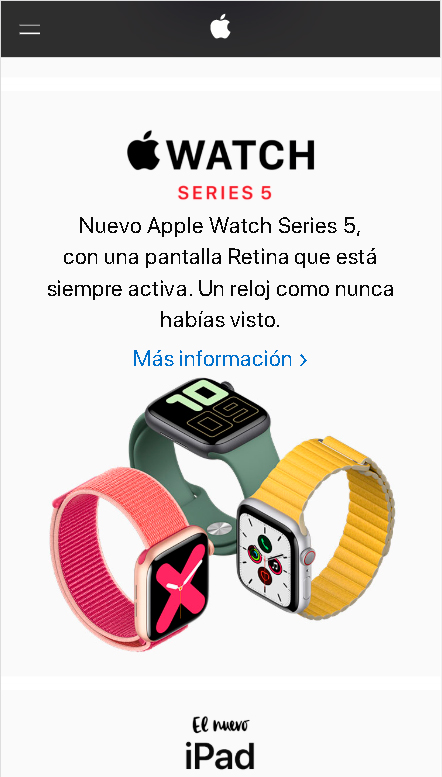 WATCH
SERIES 5
Nuevo Apple Watch Series 5,
con una pantalla Retina que está
siempre activa. Un reloj como nunca
habías visto.
Más información >
10
09
El nuevo
iPad